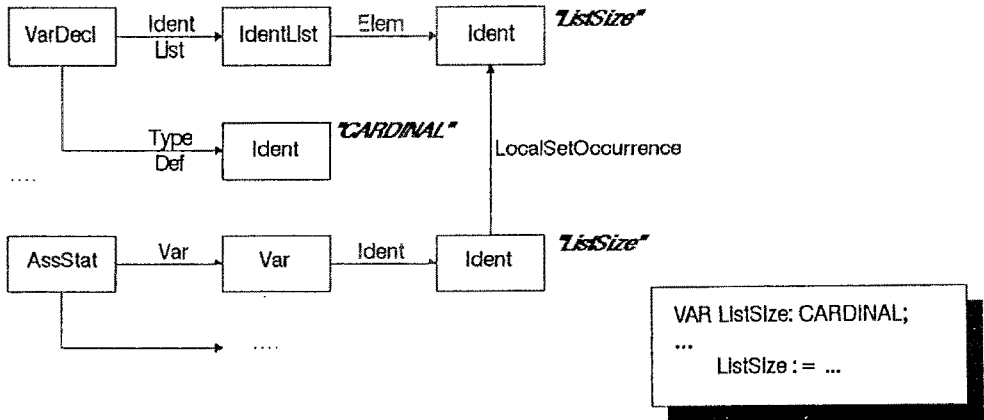 VarDecl
Ident
List
IdentList
Elem
Ident
"ListSize"
Type
Def
Ident
"CARDINAL"
LocalSetOccurrence
....
AssStat
Var
Var
Ident
Ident
"ListSize"
....
VAR ListSize: CARDINAL;
...
ListSize := ...